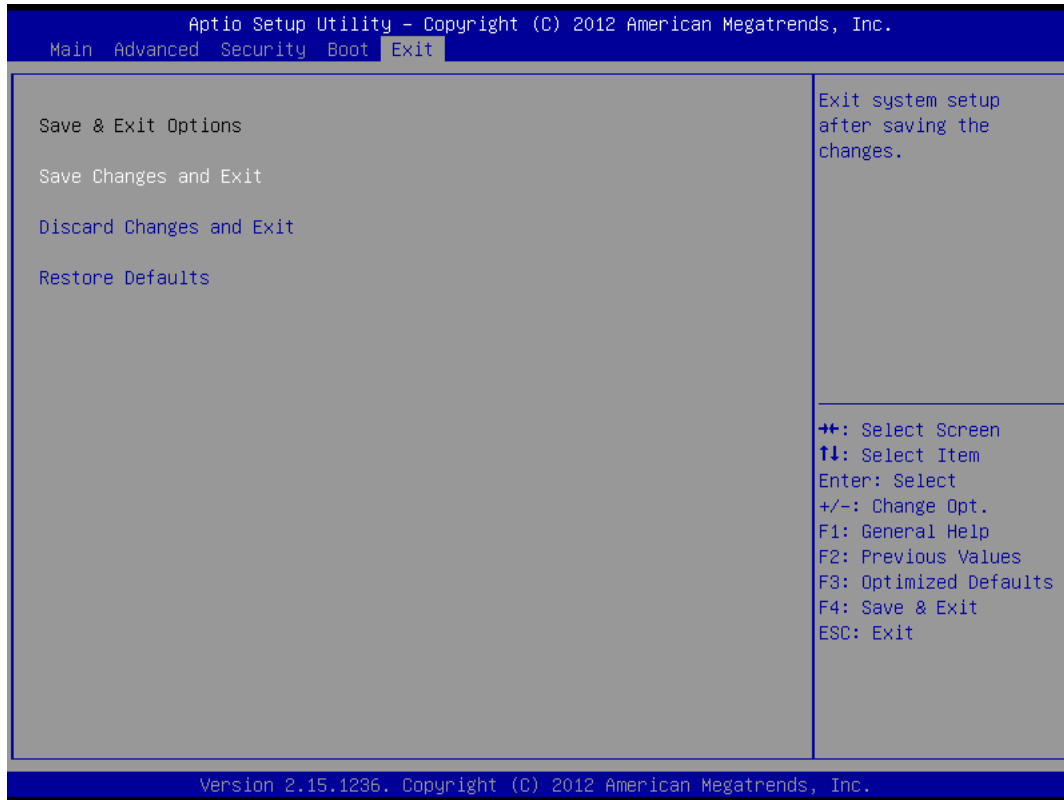 Aptio Setup Utility – Copyright (C) 2012 American Megatrends, Inc.
Main Advanced Security Boot Exit
Save & Exit Options
Save Changes and Exit
Discard Changes and Exit
Restore Defaults
Exit system setup
after saving the
changes.
→←: Select Screen
↑↓: Select Item
Enter: Select
+/-: Change Opt.
F1: General Help
F2: Previous Values
F3: Optimized Defaults
F4: Save & Exit
ESC: Exit
Version 2.15.1236. Copyright (C) 2012 American Megatrends, Inc.